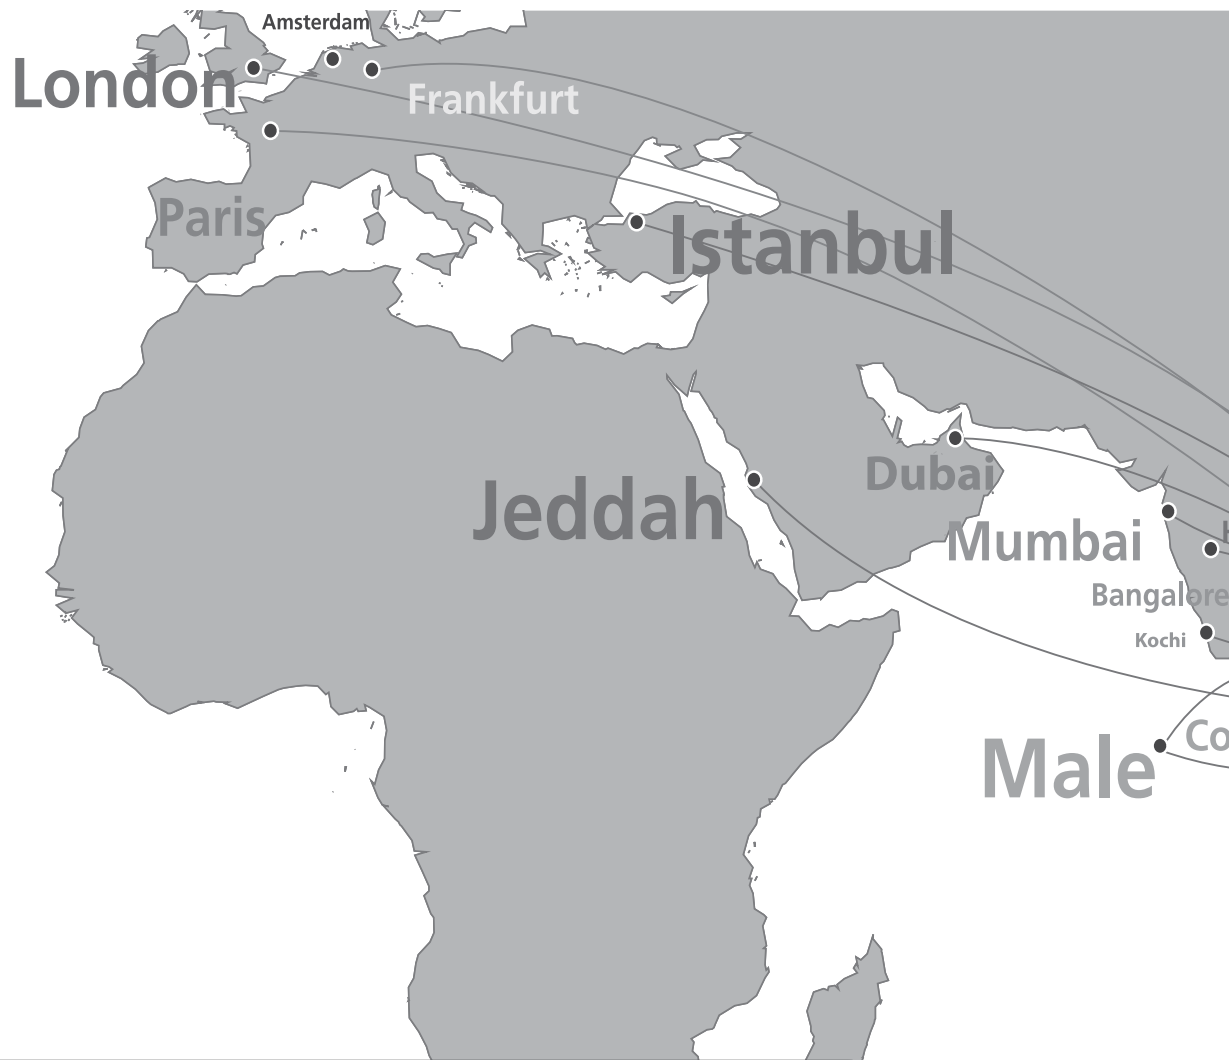 Amsterdam
London
Frankfurt
Paris
Istanbul
Dubai
Jeddah
Mumbai
Bangalore
Kochi
Male